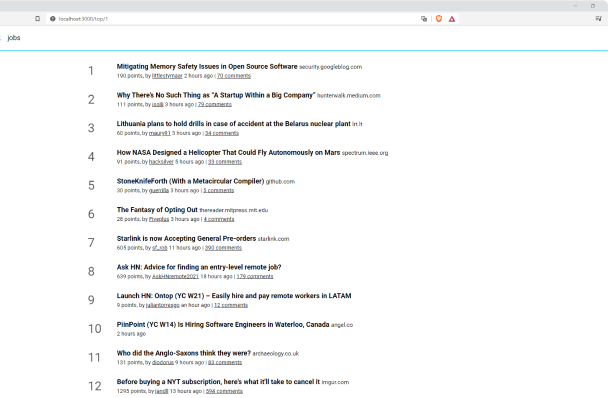 localhost:3000/top/1
jobs
1 Mitigating Memory Safety Issues in Open Source Software security.googleblog.com
190 points, by littlestymaar 2 hours ago | 70 comments
2 Why There's No Such Thing as "A Startup Within a Big Company" hunterwalk.medium.com
111 points, by ssslk 3 hours ago | 79 comments
3 Lithuania plans to hold drills in case of accident at the Belarus nuclear plant lrt.lt
60 points, by maury91 3 hours ago | 34 comments
4 How NASA Designed a Helicopter That Could Fly Autonomously on Mars spectrum.ieee.org
91 points, by hacksilver 5 hours ago | 33 comments
5 StoneKnifeForth (With a Metacircular Compiler) github.com
30 points, by guerrilla 3 hours ago | 5 comments
6 The Fantasy of Opting Out thereader.mitpress.mit.edu
28 points, by Fiveplus 3 hours ago | 4 comments
7 Starlink is now Accepting General Pre-orders starlink.com
605 points, by sf_rob 11 hours ago | 390 comments
8 Ask HN: Advice for finding an entry-level remote job?
639 points, by AskHNremote2021 18 hours ago | 179 comments
9 Launch HN: Ontop (YC W21) – Easily hire and pay remote workers in LATAM
9 points, by juliantorresgo an hour ago | 12 comments
10 PiinPoint (YC W14) Is Hiring Software Engineers in Waterloo, Canada angel.co
2 hours ago
11 Who did the Anglo-Saxons think they were? archaeology.co.uk
131 points, by diodorus 9 hours ago | 83 comments
12 Before buying a NYT subscription, here's what it'll take to cancel it imgur.com
1295 points, by jandll 13 hours ago | 594 comments